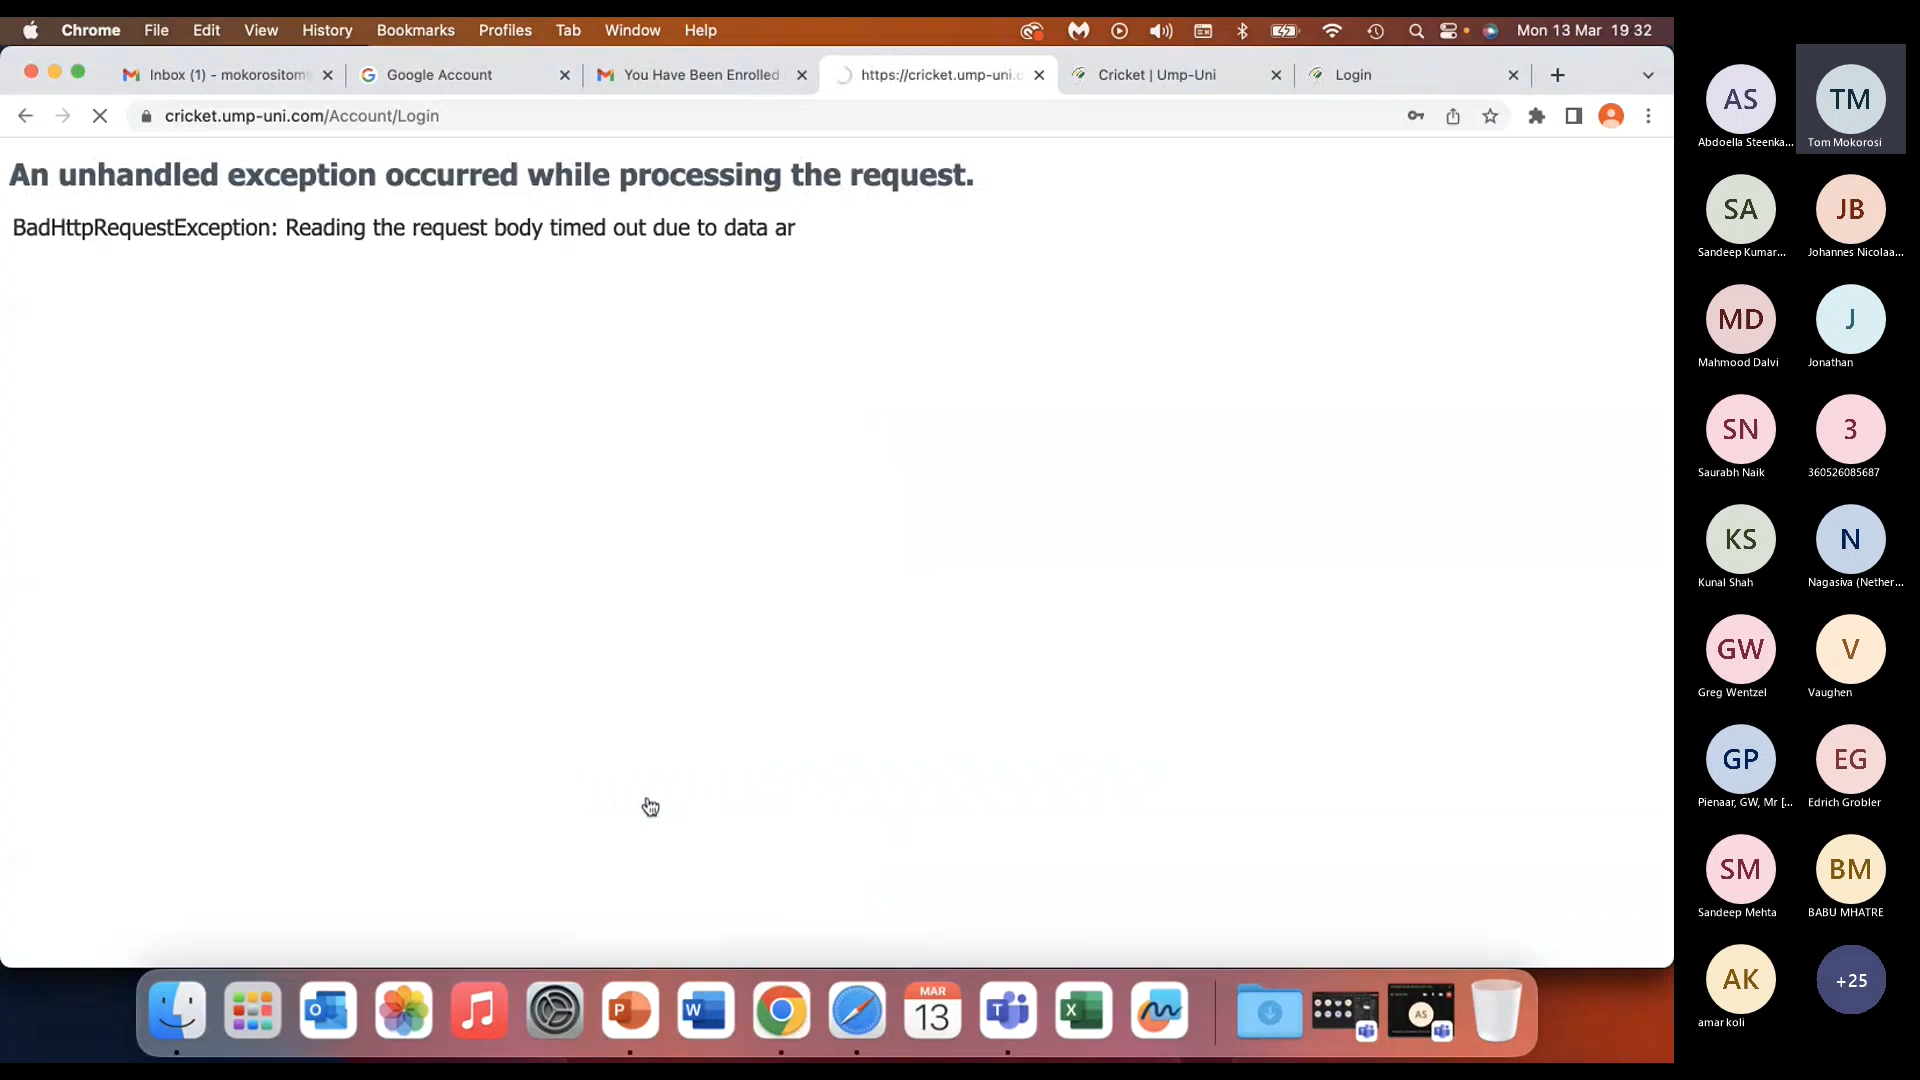 Chrome File Edit View History Bookmarks Profiles Tab Window Help Mon 13 Mar 19 32
Inbox (1) - mokorositom Google Account You Have Been Enrolled https://cricket.ump-uni.c Cricket | Ump-Uni Login
cricket.ump-uni.com/Account/Login
An unhandled exception occurred while processing the request.
BadHttpRequestException: Reading the request body timed out due to data ar
MAR
13
AS
AS TM
Abdoella Steenka... Tom Mokorosi
SA JB
Sandeep Kumar... Johannes Nicolaa...
MD J
Mahmood Dalvi Jonathan
SN 3
Saurabh Naik 360526085687
KS N
Kunal Shah Nagasiva (Nether...
GW V
Greg Wentzel Vaughen
GP EG
Pienaar, GW, Mr [... Edrich Grobler
SM BM
Sandeep Mehta BABU MHATRE
AK +25
amar koli